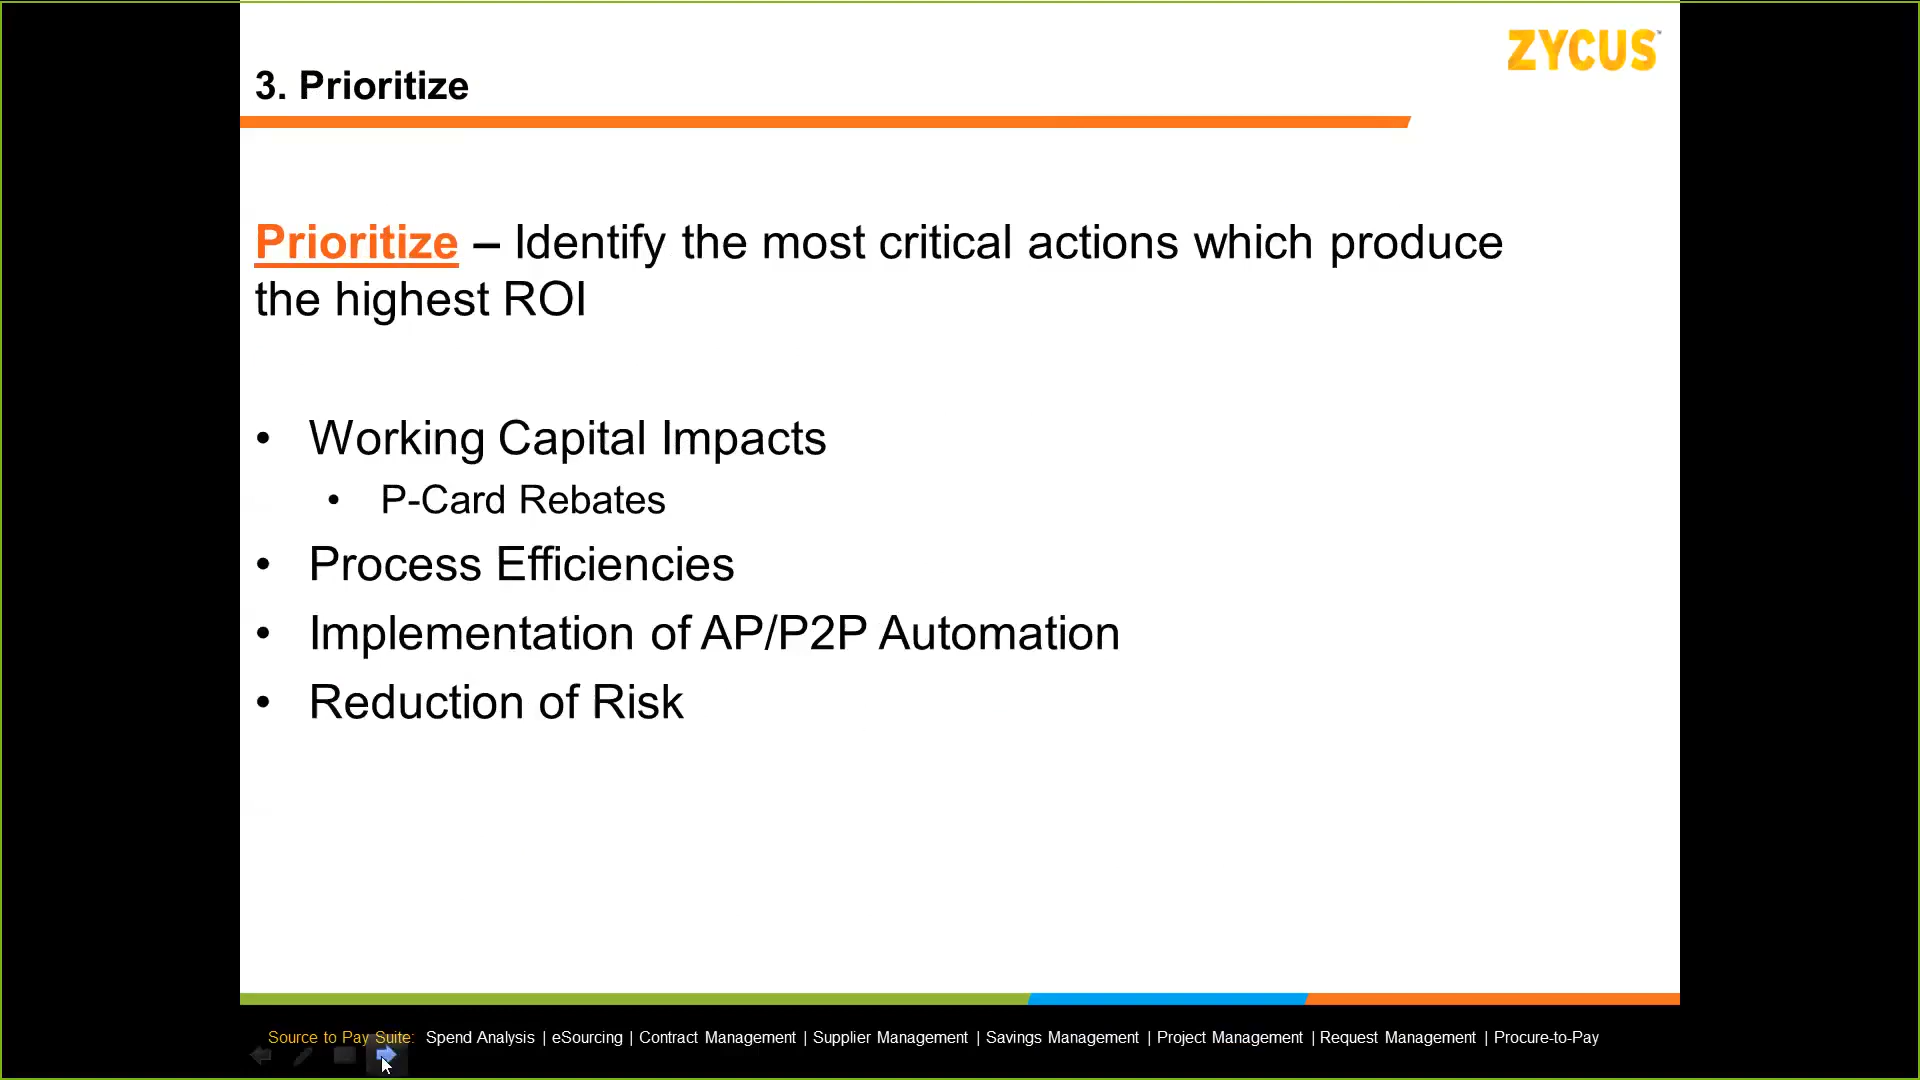 ZYCUS™
3. Prioritize
Prioritize – Identify the most critical actions which produce
the highest ROI
• Working Capital Impacts
• P-Card Rebates
• Process Efficiencies
• Implementation of AP/P2P Automation
• Reduction of Risk
Source to Pay Suite: Spend Analysis | eSourcing | Contract Management | Supplier Management | Savings Management | Project Management | Request Management | Procure-to-Pay